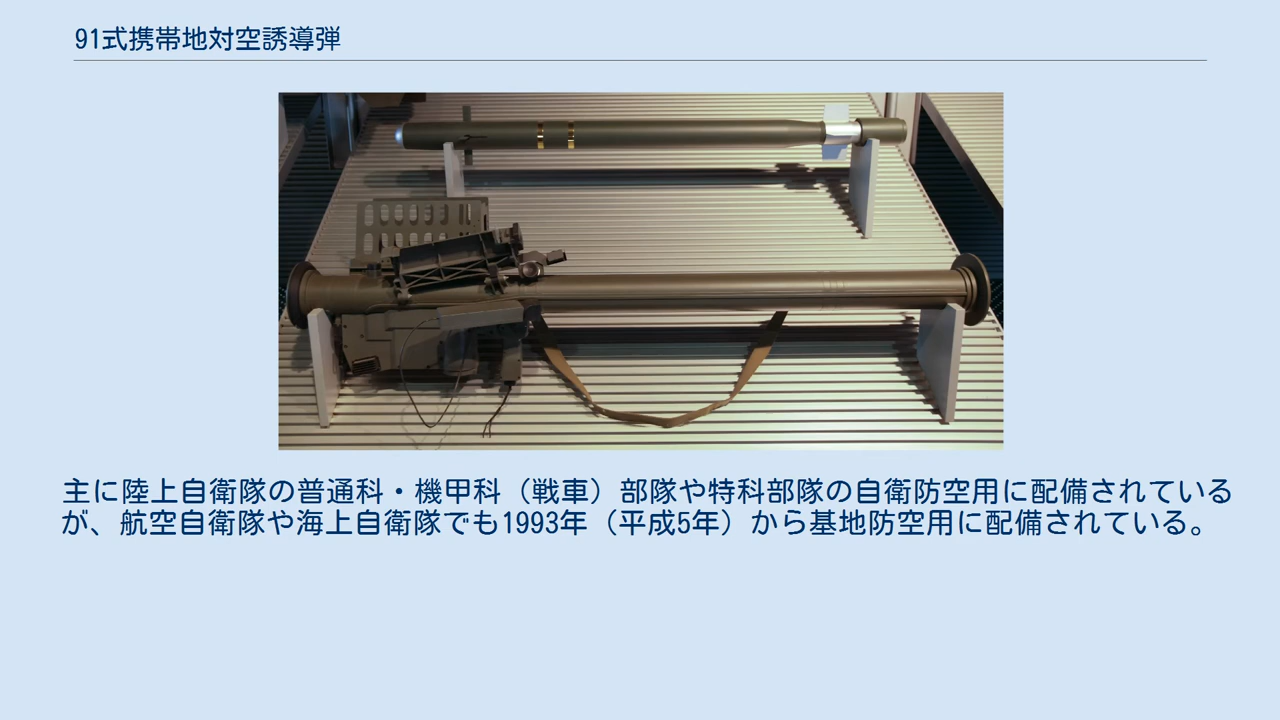 91式携帯地対空誘導弾
主に陸上自衛隊の普通科・機甲科（戦車）部隊や特科部隊の自衛防空用に配備されている
が、航空自衛隊や海上自衛隊でも1993年（平成5年）から基地防空用に配備されている。